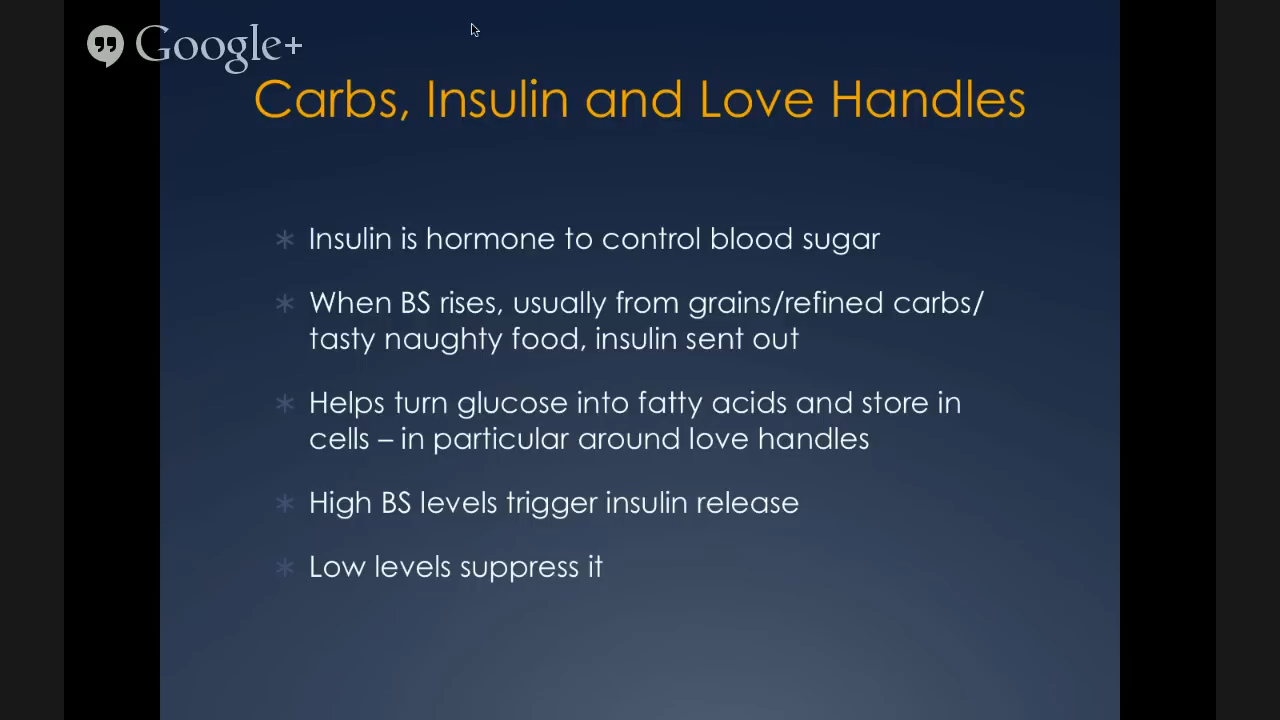 Google+
Carbs, Insulin and Love Handles
Insulin is hormone to control blood sugar
When BS rises, usually from grains/refined carbs/
tasty naughty food, insulin sent out
Helps turn glucose into fatty acids and store in
cells – in particular around love handles
High BS levels trigger insulin release
Low levels suppress it